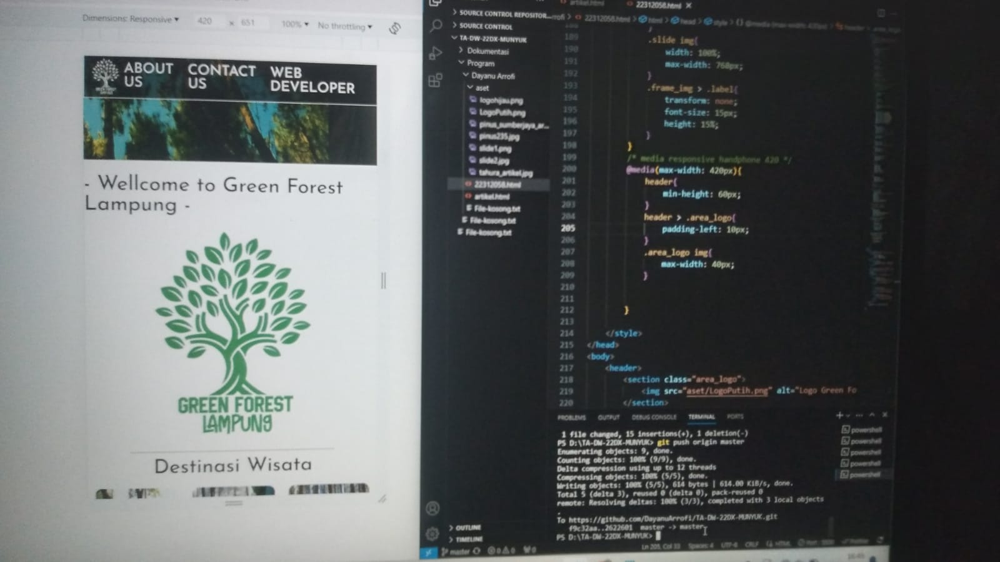 Dimensions: Responsive
420 x 651
100%
No throttling
ABOUT US
CONTACT US
WEB DEVELOPER
- Wellcome to Green Forest
Lampung -
GREEN FOREST
LAMPUNG
Destinasi Wisata
artikel.html
22312058.html
SOURCE CONTROL REPOSITOR...
SOURCE CONTROL
TA-DW-22DX-MUNYUK
Dokumentasi
Program
Dayanu Arrofi
aset
logohijau.png
LogoPutih.png
pinus_sumberjaya_ar...
pinus235.jpg
slide1.png
slide2.jpg
tahura_artikel.jpg
22312058.html
artikel.html
File-kosong.txt
File-kosong.txt
File-kosong.txt
OUTLINE
TIMELINE
rrofi > 22312058.html > html > head > style > {} @media(max-width: 420px) > header > .area_logo
188 }
189 .slide img{
190 width: 100%;
191 max-width: 768px;
192 }
193 .frame_img > .label{
194 transform: none;
195 font-size: 15px;
196 height: 15%;
197 }
198 }
199 /* media responsive handphone 420 */
200 @media(max-width: 420px){
201 header{
202 min-height: 60px;
203 }
204 header > .area_logo{
205 padding-left: 10px;
206 }
207 .area_logo img{
208 max-width: 40px;
209 }
210
211
212 }
213
214 </style>
215 </head>
216 <body>
217 <header>
218 <section class="area_logo">
219 <img src="aset/LogoPutih.png" alt="Logo Green Fo
220 </section>
PROBLEMS OUTPUT DEBUG CONSOLE TERMINAL PORTS
1 file changed, 15 insertions(+), 1 deletion(-)
PS D:\TA-DW-22DX-MUNYUK> git push origin master
Enumerating objects: 9, done.
Counting objects: 100% (9/9), done.
Delta compression using up to 12 threads
Compressing objects: 100% (5/5), done.
Writing objects: 100% (5/5), 614 bytes | 614.00 KiB/s, done.
Total 5 (delta 3), reused 0 (delta 0), pack-reused 0
remote: Resolving deltas: 100% (3/3), completed with 3 local objects
.
To https://github.com/DayanuArrofi/TA-DW-22DX-MUNYUK.git
f9c32aa..2622601 master -> master
PS D:\TA-DW-22DX-MUNYUK>
powershell
powershell
powershell
powershell
powershell
master 0 0 0
Ln 205, Col 33 Spaces: 4 UTF-8 CRLF HTML